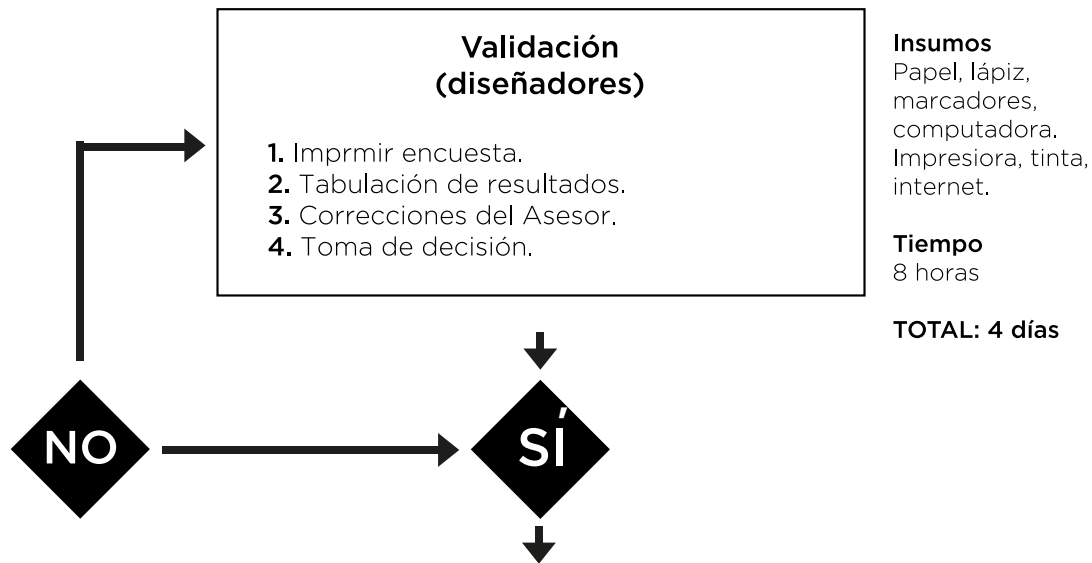 Validación
(diseñadores)
1. Imprmir encuesta.
2. Tabulación de resultados.
3. Correcciones del Asesor.
4. Toma de decisión.
Insumos
Papel, lápiz,
marcadores,
computadora.
Impresiora, tinta,
internet.
Tiempo
8 horas
TOTAL: 4 días
NO
SÍ